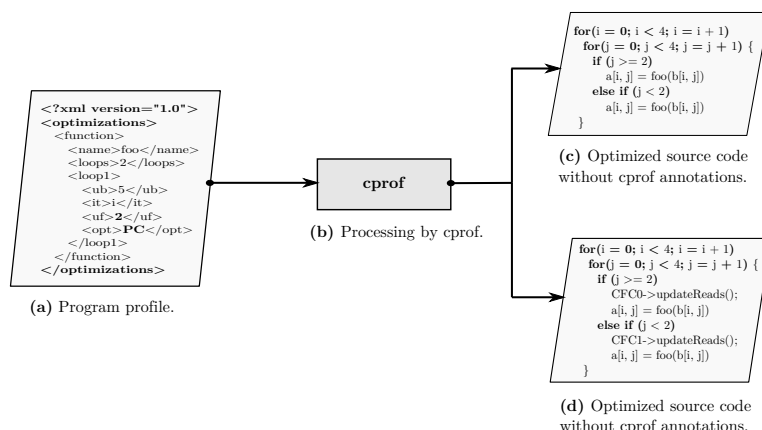 <?xml version="1.0">
<optimizations>
<function>
<name>foo</name>
<loops>2</loops>
<loop1>
<ub>5</ub>
<it>i</it>
<uf>2</uf>
<opt>PC</opt>
</loop1>
</function>
</optimizations>
(a) Program profile.
cprof
(b) Processing by cprof.
for(i = 0; i < 4; i = i + 1)
for(j = 0; j < 4; j = j + 1) {
if (j >= 2)
a[i, j] = foo(b[i, j])
else if (j < 2)
a[i, j] = foo(b[i, j])
}
(c) Optimized source code
without cprof annotations.
for(i = 0; i < 4; i = i + 1)
for(j = 0; j < 4; j = j + 1) {
if (j >= 2)
CFC0->updateReads();
a[i, j] = foo(b[i, j])
else if (j < 2)
CFC1->updateReads();
a[i, j] = foo(b[i, j])
}
(d) Optimized source code
without cprof annotations.